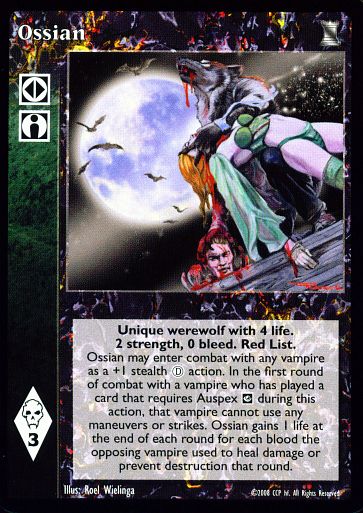 Ossian
Unique werewolf with 4 life.
2 strength, 0 bleed. Red List.
Ossian may enter combat with any vampire
as a +1 stealth D action. In the first round
of combat with a vampire who has played a
card that requires Auspex during this
action, that vampire cannot use any
maneuvers or strikes. Ossian gains 1 life at
the end of each round for each blood the
opposing vampire used to heal damage or
prevent destruction that round.
3
Illus: Roel Wielinga
©2008 CCP hf. All Rights Reserved